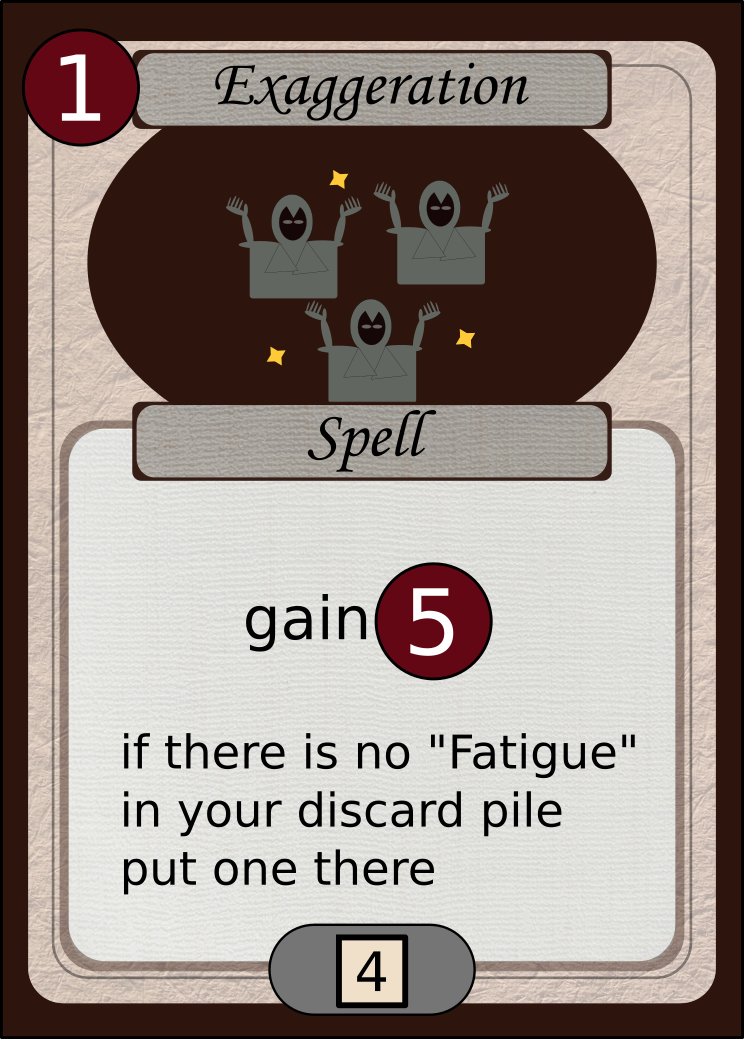 1
Exaggeration
Spell
gain 5
if there is no "Fatigue"
in your discard pile
put one there
4